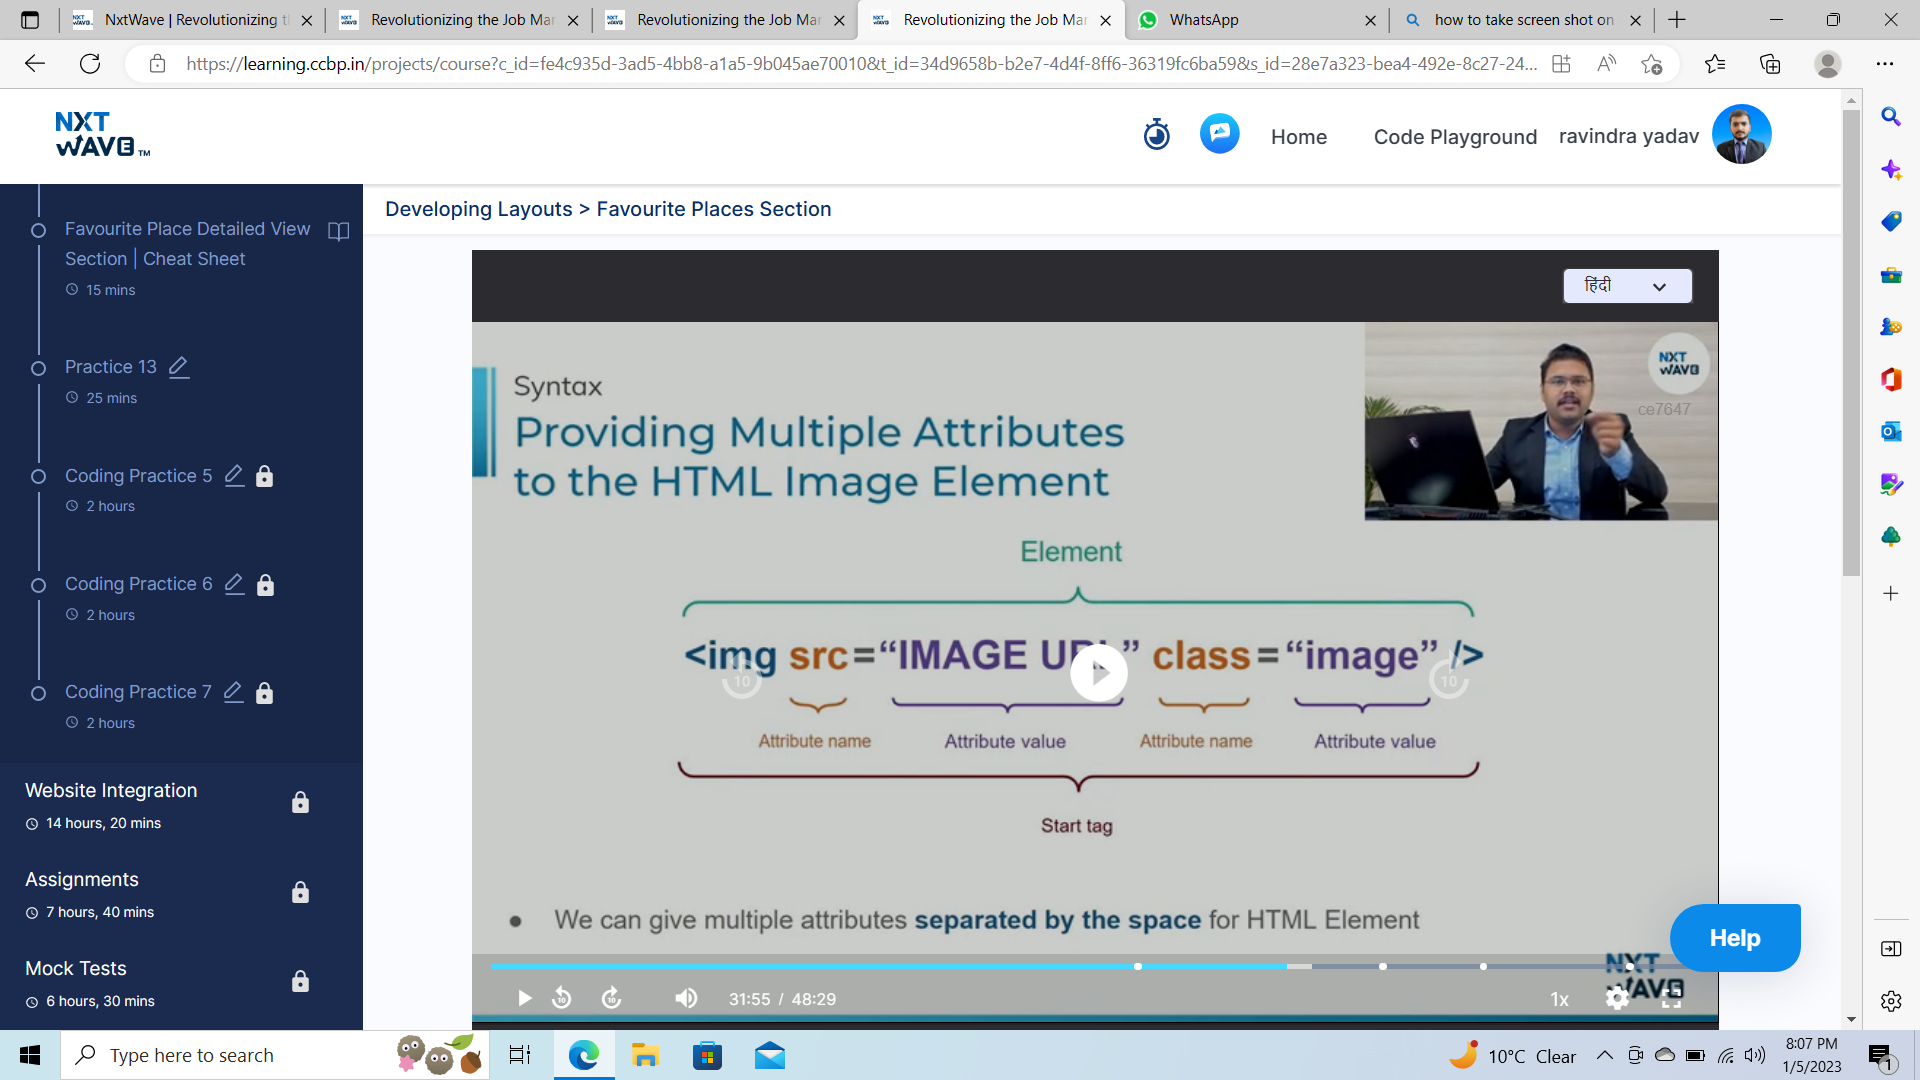 NxtWave | Revolutionizing t
Revolutionizing the Job Mar
Revolutionizing the Job Mar
Revolutionizing the Job Mar
WhatsApp
how to take screen shot on
https://learning.ccbp.in/projects/course?c_id=fe4c935d-3ad5-4bb8-a1a5-9b045ae70010&t_id=34d9658b-b2e7-4d4f-8ff6-36319fc6ba59&s_id=28e7a323-bea4-492e-8c27-24...
NXT
WAVE TM
Home
Code Playground
ravindra yadav
Developing Layouts > Favourite Places Section
Favourite Place Detailed View
Section | Cheat Sheet
15 mins
Practice 13
25 mins
Coding Practice 5
2 hours
Coding Practice 6
2 hours
Coding Practice 7
2 hours
Website Integration
14 hours, 20 mins
Assignments
7 hours, 40 mins
Mock Tests
6 hours, 30 mins
हिंदी
NXT
WAVE
ce7647
Syntax
Providing Multiple Attributes
to the HTML Image Element
Element
<img src=“IMAGE URL” class=“image” />
10
10
Attribute name
Attribute value
Attribute name
Attribute value
Start tag
● We can give multiple attributes separated by the space for HTML Element
NXT
WAVE
10
10
31:55 / 48:29
1x
Help
Type here to search
10°C Clear
8:07 PM
1/5/2023
1